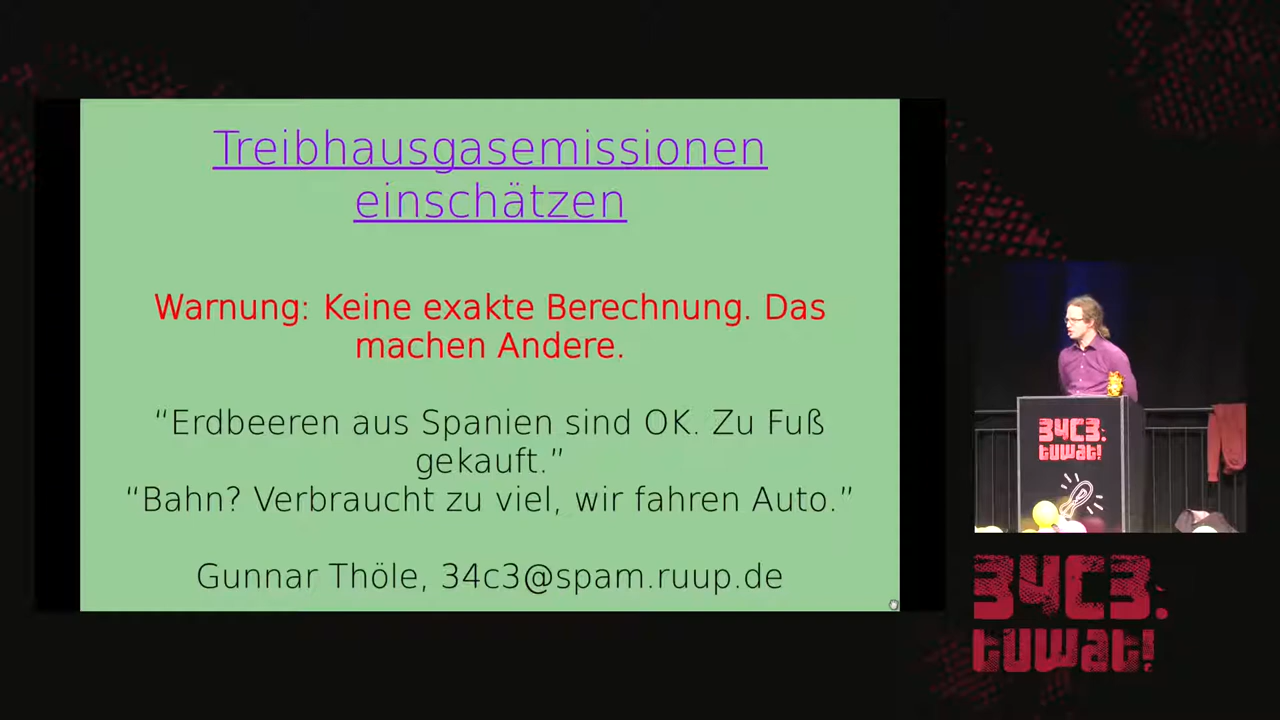 Treibhausgasemissionen
einschätzen
Warnung: Keine exakte Berechnung. Das
machen Andere.
“Erdbeeren aus Spanien sind OK. Zu Fuß
gekauft.”
“Bahn? Verbraucht zu viel, wir fahren Auto.”
Gunnar Thöle, 34c3@spam.ruup.de
34C3.
tuwat!
34C3.
tuwat!